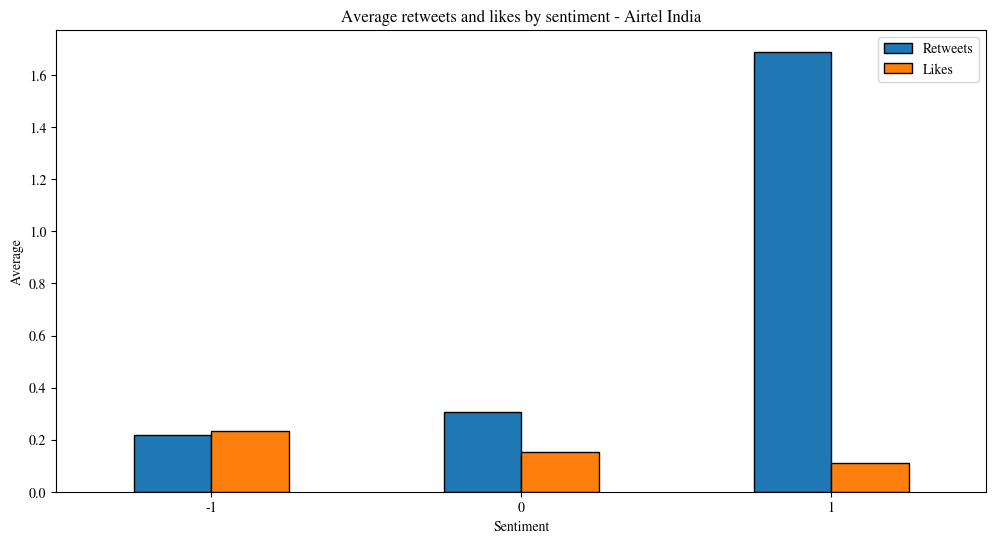 Average retweets and likes by sentiment - Airtel India
Retweets
Likes
1.6
1.4
1.2
1.0
0.8
0.6
0.4
0.2
0.0
Average
-1
0
1
Sentiment